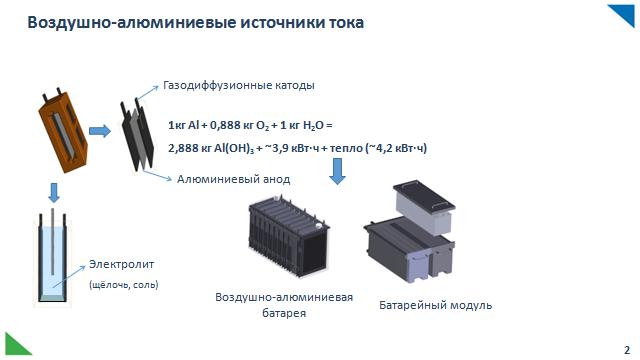 Воздушно-алюминиевые источники тока
Газодиффузионные катоды
1кг Al + 0,888 кг O₂ + 1 кг H₂O =
2,888 кг Al(OH)₃ + ~3,9 кВт·ч + тепло (~4,2 кВт·ч)
Алюминиевый анод
Электролит
(щёлочь, соль)
Воздушно-алюминиевая
батарея
Батарейный модуль
2